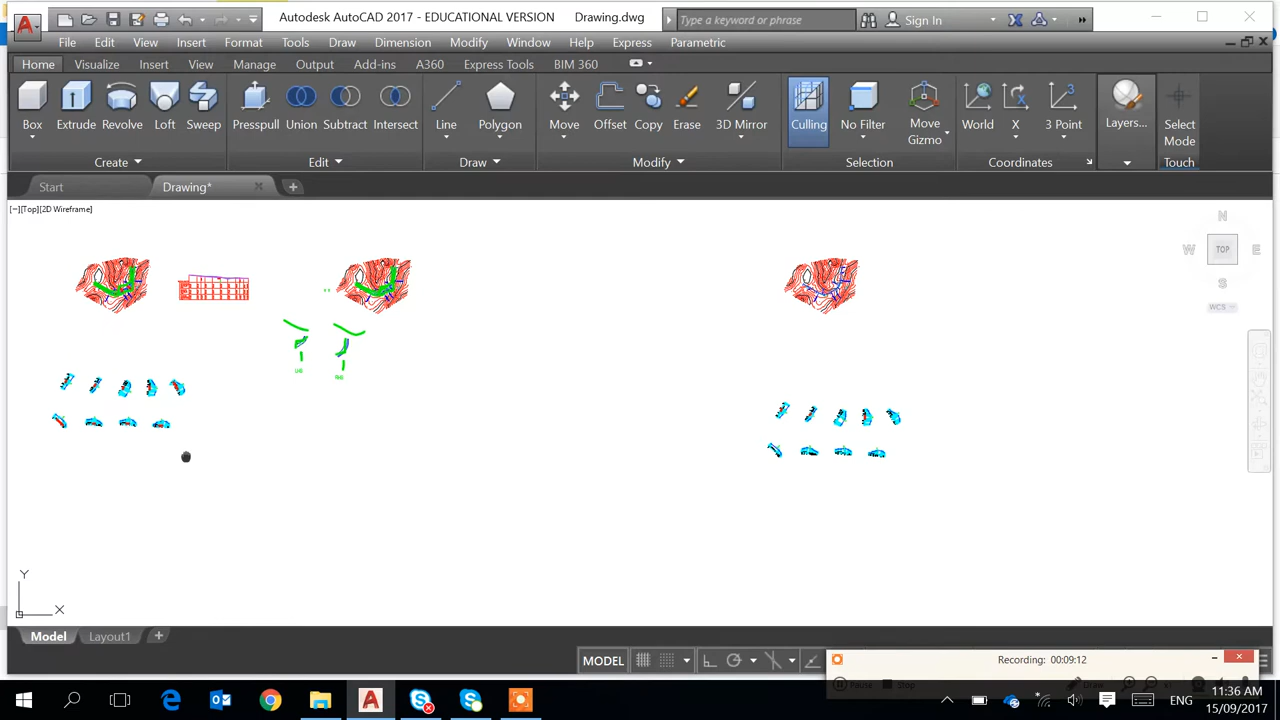 Autodesk AutoCAD 2017 - EDUCATIONAL VERSION Drawing.dwg
Type a keyword or phrase
Sign In
File Edit View Insert Format Tools Draw Dimension Modify Window Help Express Parametric
Home Visualize Insert View Manage Output Add-ins A360 Express Tools BIM 360
Box Extrude Revolve Loft Sweep Presspull Union Subtract Intersect Line Polygon Move Offset Copy Erase 3D Mirror Culling No Filter Move Gizmo World X 3 Point Layers... Select Mode
Create Edit Draw Modify Selection Coordinates Touch
Start Drawing*
[−][Top][2D Wireframe]
N
W TOP E
S
WCS
Y
X
Model Layout1
MODEL
Recording: 00:09:12
Pause Stop Draw
ENG
11:36 AM
15/09/2017